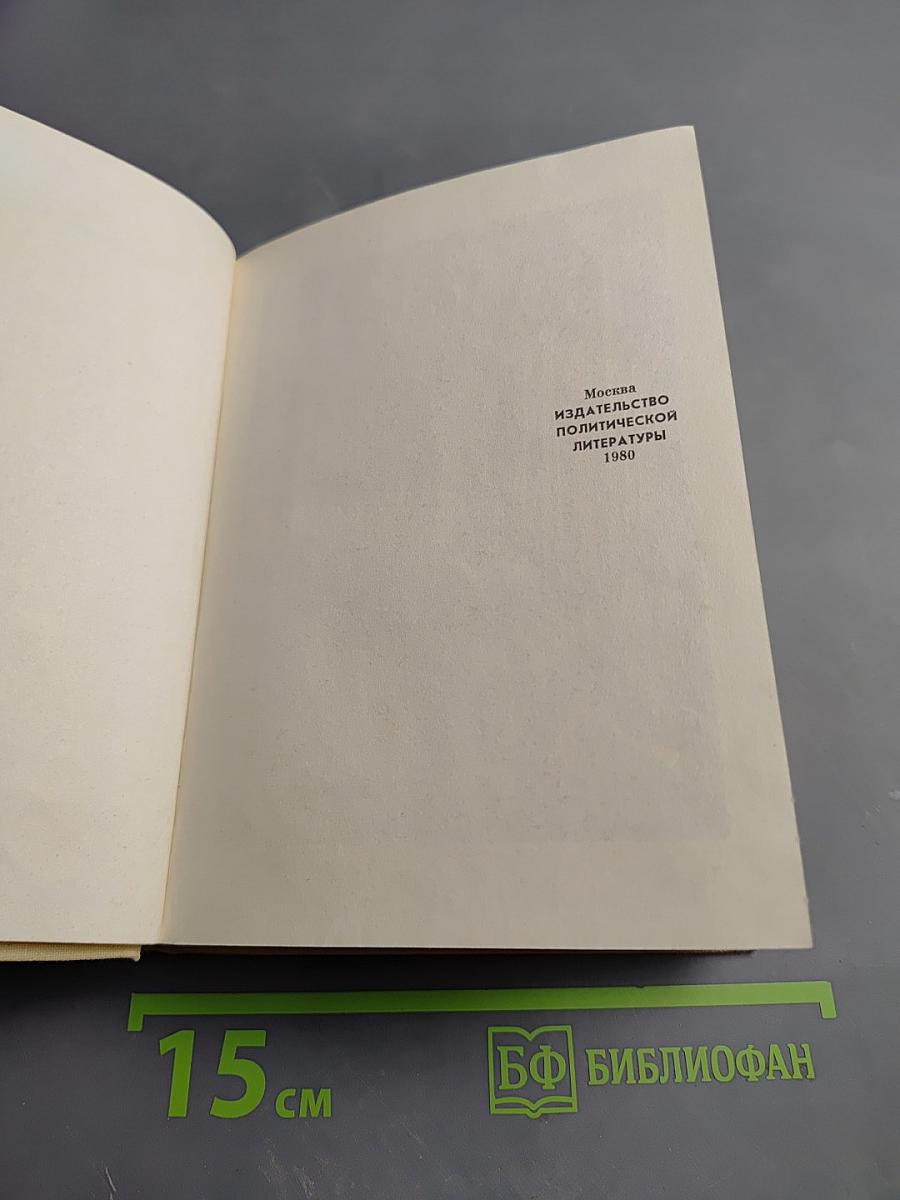 Москва
ИЗДАТЕЛЬСТВО
ПОЛИТИЧЕСКОЙ
ЛИТЕРАТУРЫ
1980
15 см
БФ БИБЛИОФАН